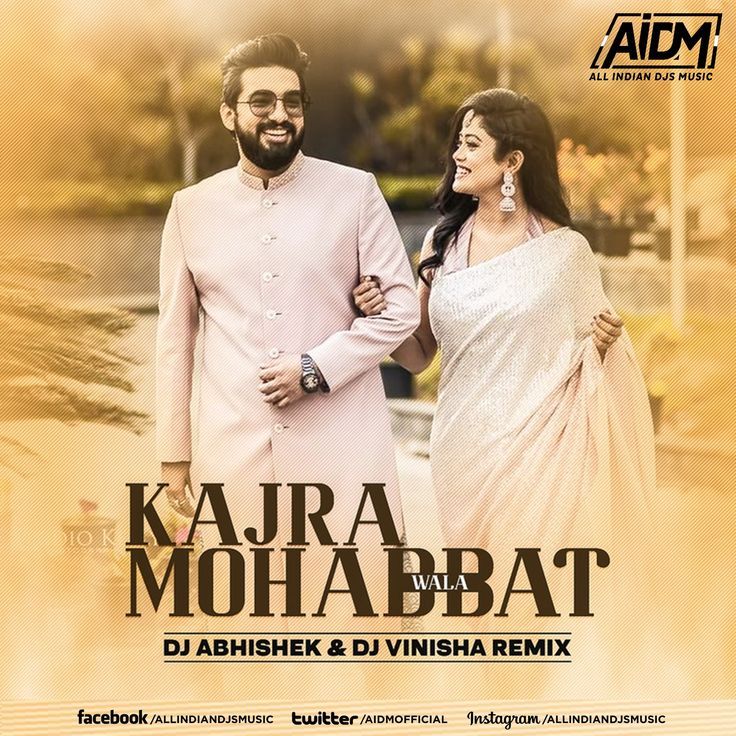 AIDM
ALL INDIAN DJS MUSIC
KAJRA
WALA
MOHABBAT
DJ ABHISHEK & DJ VINISHA REMIX
facebook/ALLINDIANDJSMUSIC twitter/AIDMOFFICIAL Instagram/ALLINDIANDJSMUSIC